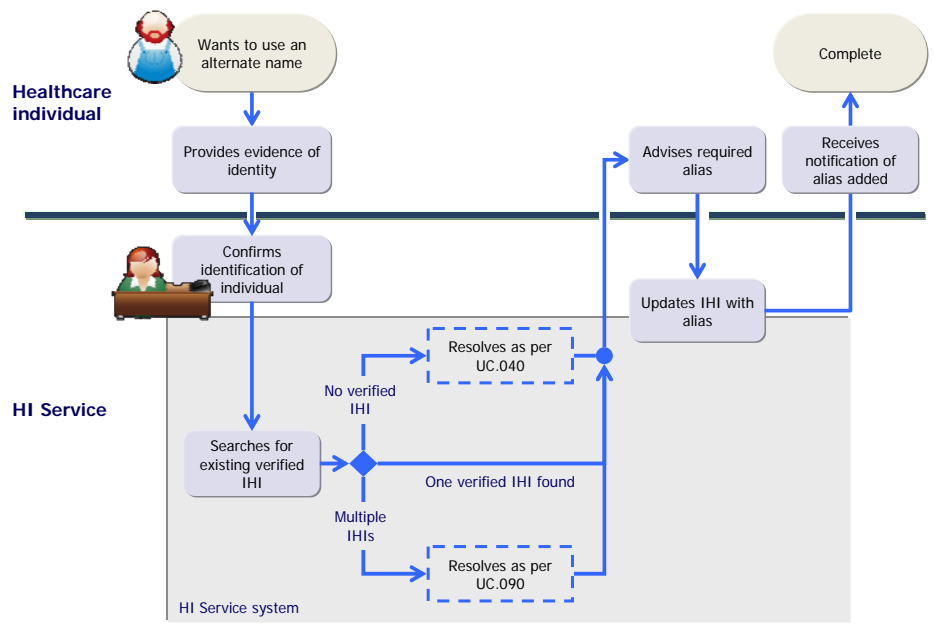 Wants to use an
alternate name
Complete
Healthcare
individual
Provides evidence of
identity
Advises required
alias
Receives
notification of
alias added
Confirms
identification of
individual
Updates IHI with
alias
Resolves as per
UC.040
No verified
IHI
HI Service
Searches for
existing verified
IHI
One verified IHI found
Multiple
IHIs
Resolves as per
UC.090
HI Service system